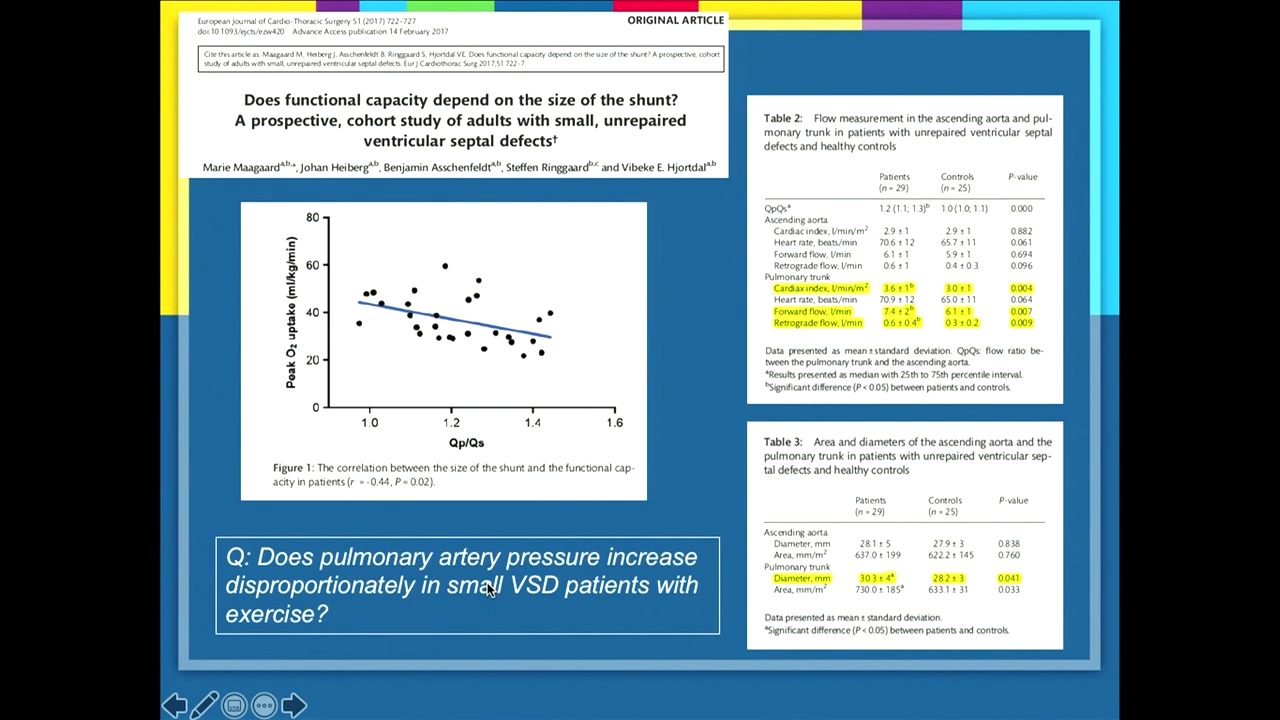 European Journal of Cardio-Thoracic Surgery 51 (2017) 722–727
doi:10.1093/ejcts/ezw420 Advance Access publication 14 February 2017
ORIGINAL ARTICLE
Cite this article as: Maagaard M, Heiberg J, Asschenfeldt B, Ringgaard S, Hjortdal VE. Does functional capacity depend on the size of the shunt? A prospective, cohort
study of adults with small, unrepaired ventricular septal defects. Eur J Cardiothorac Surg 2017;51:722–7.
Does functional capacity depend on the size of the shunt?
A prospective, cohort study of adults with small, unrepaired
ventricular septal defects†
Marie Maagaard a,b,*, Johan Heiberg a,b, Benjamin Asschenfeldt a,b, Steffen Ringgaard b,c and Vibeke E. Hjortdal a,b
Peak O₂ uptake (ml/kg/min)
80
60
40
20
0
1.0 1.2 1.4 1.6
Qp/Qs
Figure 1: The correlation between the size of the shunt and the functional cap-
acity in patients (r = -0.44, P = 0.02).
Q: Does pulmonary artery pressure increase
disproportionately in small VSD patients with
exercise?
Table 2: Flow measurement in the ascending aorta and pul-
monary trunk in patients with unrepaired ventricular septal
defects and healthy controls
Patients Controls P-value
(n = 29) (n = 25)
QpQsᵃ 1.2 (1.1; 1.3)ᵇ 1.0 (1.0; 1.1) 0.000
Ascending aorta
Cardiac index, l/min/m² 2.9 ± 1 2.9 ± 1 0.882
Heart rate, beats/min 70.6 ± 12 65.7 ± 11 0.061
Forward flow, l/min 6.1 ± 1 5.9 ± 1 0.694
Retrograde flow, l/min 0.6 ± 1 0.4 ± 0.3 0.096
Pulmonary trunk
Cardiax index, l/min/m² 3.6 ± 1ᵇ 3.0 ± 1 0.004
Heart rate, beats/min 70.9 ± 12 65.0 ± 11 0.064
Forward flow, l/min 7.4 ± 2ᵇ 6.1 ± 1 0.007
Retrograde flow, l/min 0.6 ± 0.4ᵇ 0.3 ± 0.2 0.009
Data presented as mean ± standard deviation. QpQs: flow ratio be-
tween the pulmonary trunk and the ascending aorta.
ᵃResults presented as median with 25th to 75th percentile interval.
ᵇSignificant difference (P < 0.05) between patients and controls.
Table 3: Area and diameters of the ascending aorta and the
pulmonary trunk in patients with unrepaired ventricular sep-
tal defects and healthy controls
Patients Controls P-value
(n = 29) (n = 25)
Ascending aorta
Diameter, mm 28.1 ± 5 27.9 ± 3 0.838
Area, mm/m² 637.0 ± 199 622.2 ± 145 0.760
Pulmonary trunk
Diameter, mm 30.3 ± 4ᵃ 28.2 ± 3 0.041
Area, mm/m² 730.0 ± 185ᵃ 633.1 ± 31 0.033
Data presented as mean ± standard deviation.
ᵃSignificant difference (P < 0.05) between patients and controls.